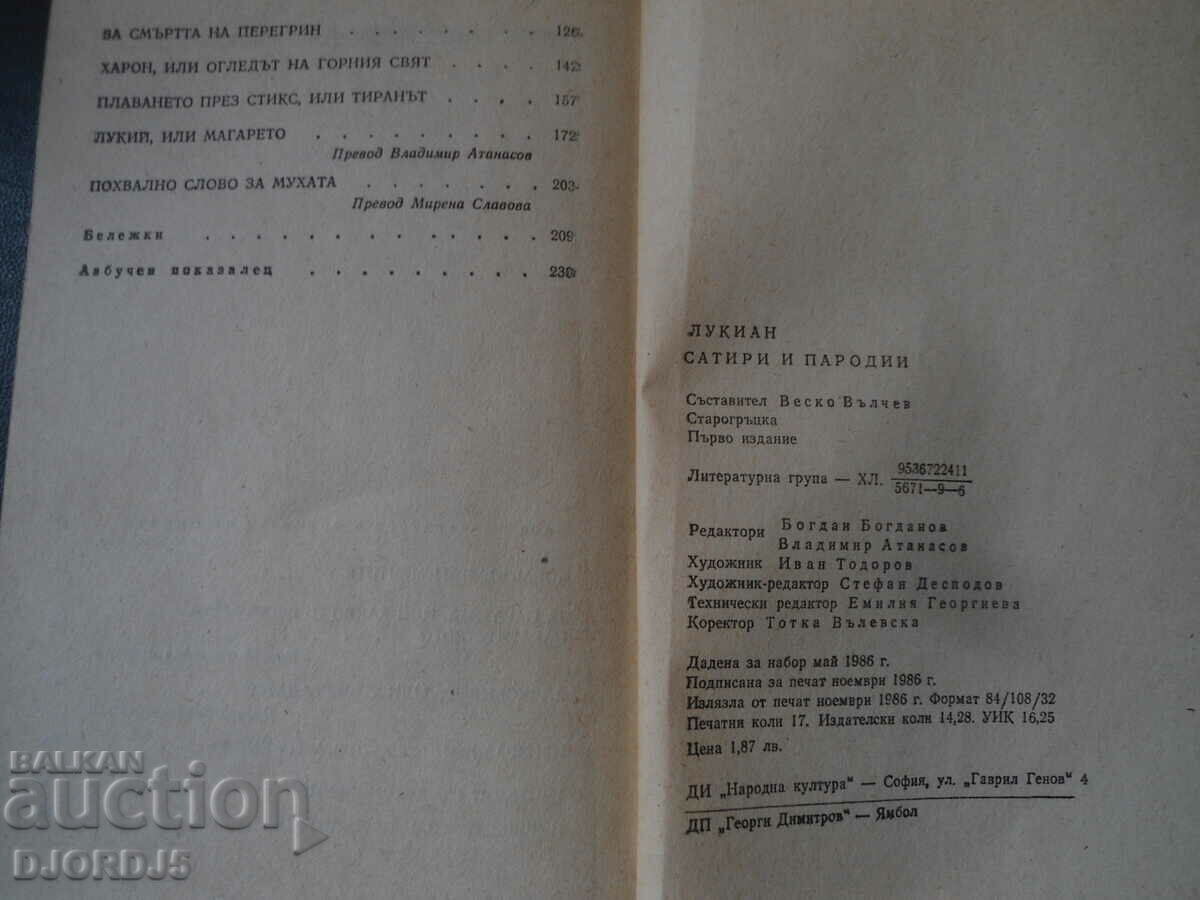 ЗА СМЪРТТА НА ПЕРЕГРИН . . . . . . . 126
ХАРОН, ИЛИ ОГЛЕДЪТ НА ГОРНИЯ СВЯТ . . . . 142
ПЛАВАНЕТО ПРЕЗ СТИКС, ИЛИ ТИРАНЪТ . . . . 157
ЛУКИЙ, ИЛИ МАГАРЕТО . . . . . . . . . 172
Превод Владимир Атанасов
ПОХВАЛНО СЛОВО ЗА МУХАТА . . . . . . . 203
Превод Мирена Славова
Бележки . . . . . . . . . . . . . 209
Азбучен показалец . . . . . . . . . 230
ЛУКИАН
САТИРИ И ПАРОДИИ
Съставител Веско Вълчев
Старогръцка
Първо издание
Литературна група — ХЛ. 9536722411
5671—9—6
Редактори Богдан Богданов
Владимир Атанасов
Художник Иван Тодоров
Художник-редактор Стефан Десподов
Технически редактор Емилия Георгиева
Коректор Тотка Вълевска
Дадена за набор май 1986 г.
Подписана за печат ноември 1986 г.
Излязла от печат ноември 1986 г. Формат 84/108/32
Печатни коли 17. Издателски коли 14,28. УИК 16,25
Цена 1,87 лв.
ДИ „Народна култура“ — София, ул. „Гаврил Генов“ 4
ДП „Георги Димитров“ — Ямбол
BALKAN
auction
DJORDJ5